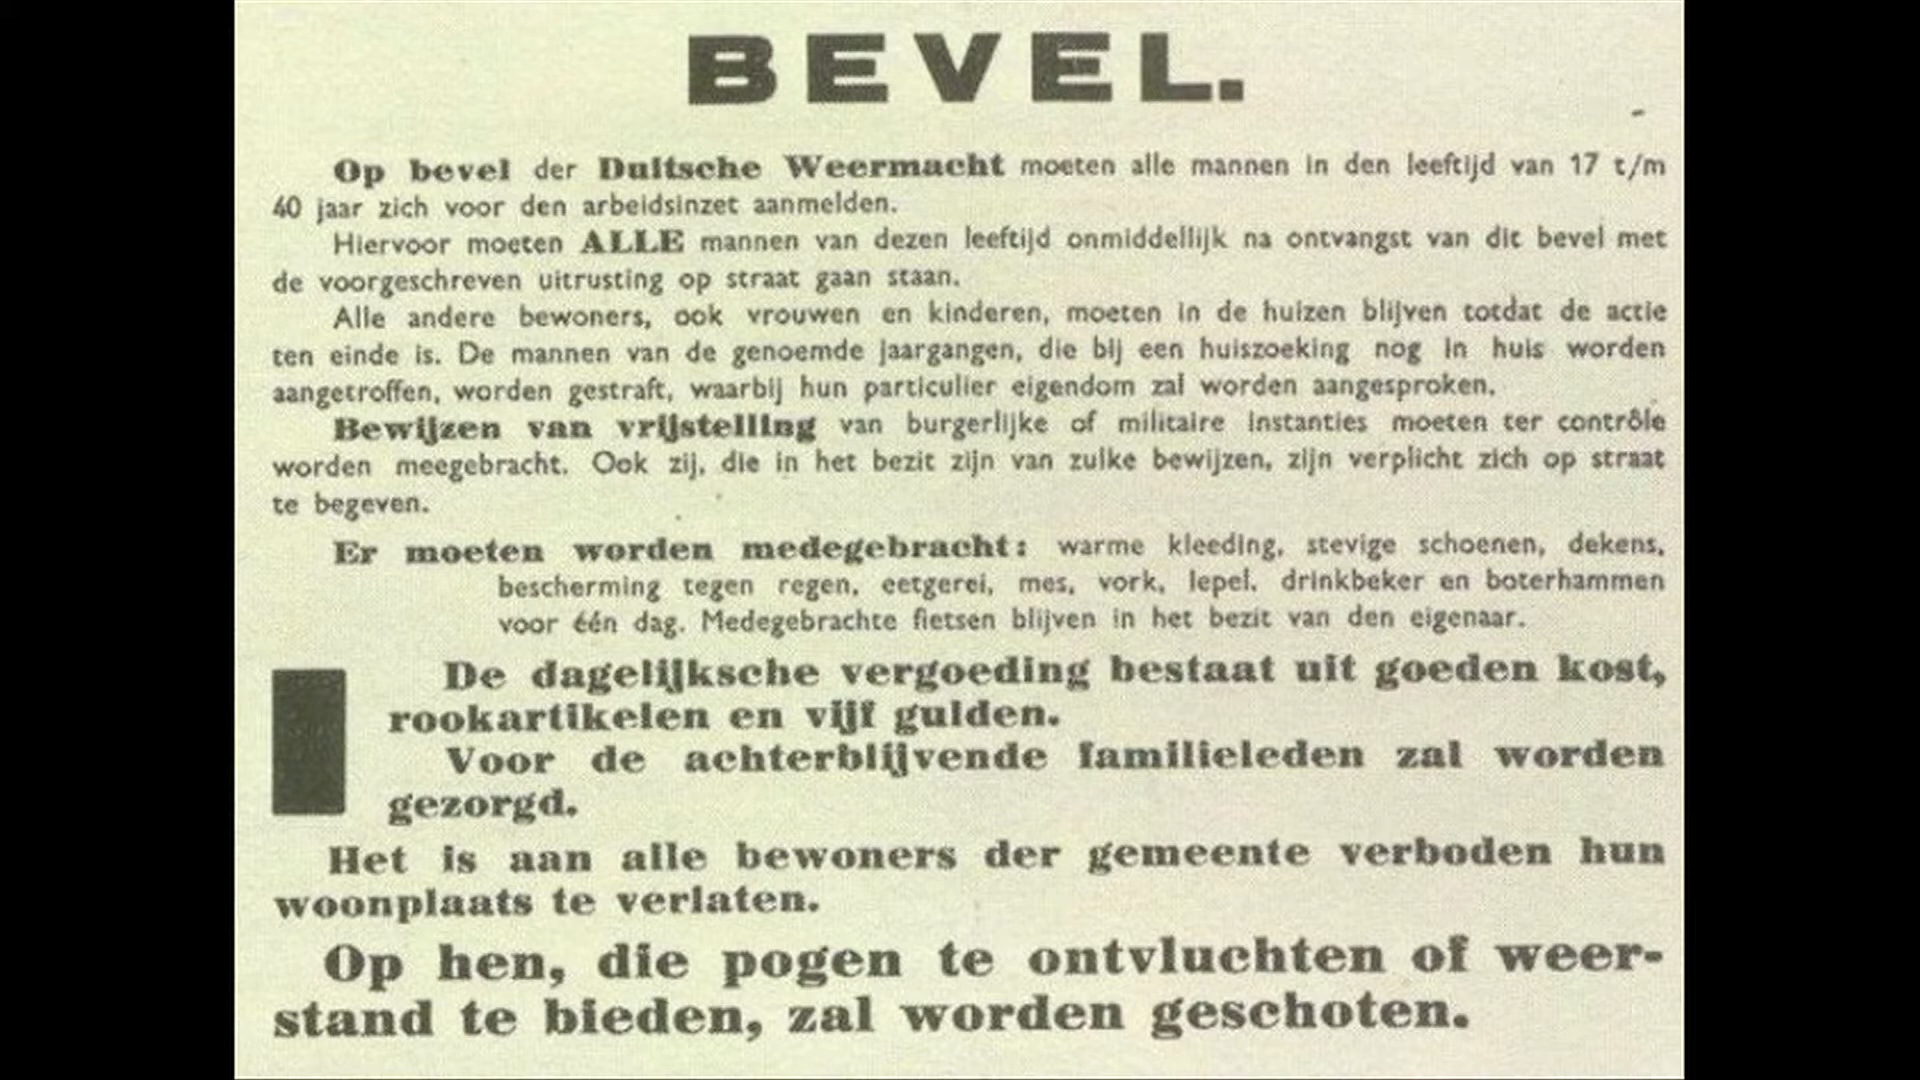 BEVEL.
Op bevel der Duitsche Weermacht moeten alle mannen in den leeftijd van 17 t/m
40 jaar zich voor den arbeidsinzet aanmelden.
Hiervoor moeten ALLE mannen van dezen leeftijd onmiddellijk na ontvangst van dit bevel met
de voorgeschreven uitrusting op straat gaan staan.
Alle andere bewoners, ook vrouwen en kinderen, moeten in de huizen blijven totdat de actie
ten einde is. De mannen van de genoemde jaargangen, die bij een huiszoeking nog in huis worden
aangetroffen, worden gestraft, waarbij hun particulier eigendom zal worden aangesproken.
Bewijzen van vrijstelling van burgerlijke of militaire instanties moeten ter contrôle
worden meegebracht. Ook zij, die in het bezit zijn van zulke bewijzen, zijn verplicht zich op straat
te begeven.
Er moeten worden medegebracht: warme kleeding, stevige schoenen, dekens,
bescherming tegen regen, eetgerei, mes, vork, lepel, drinkbeker en boterhammen
voor één dag. Medegebrachte fietsen blijven in het bezit van den eigenaar.
De dagelijksche vergoeding bestaat uit goeden kost,
rookartikelen en vijf gulden.
Voor de achterblijvende familieleden zal worden
gezorgd.
Het is aan alle bewoners der gemeente verboden hun
woonplaats te verlaten.
Op hen, die pogen te ontvluchten of weer-
stand te bieden, zal worden geschoten.